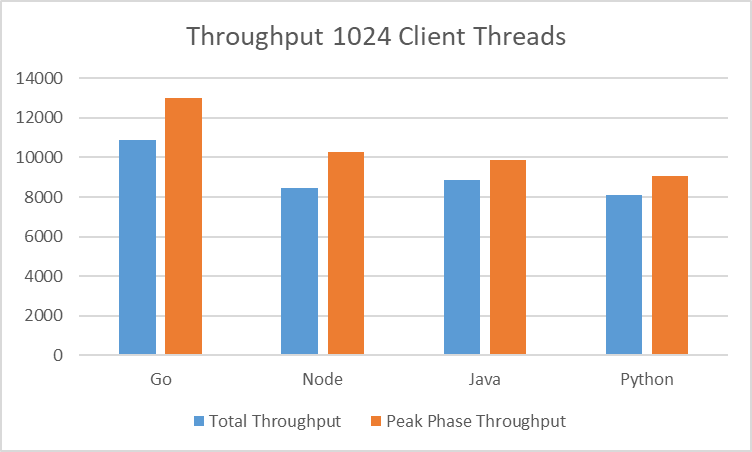 Throughput 1024 Client Threads
14000
12000
10000
8000
6000
4000
2000
0
Go Node Java Python
Total Throughput Peak Phase Throughput